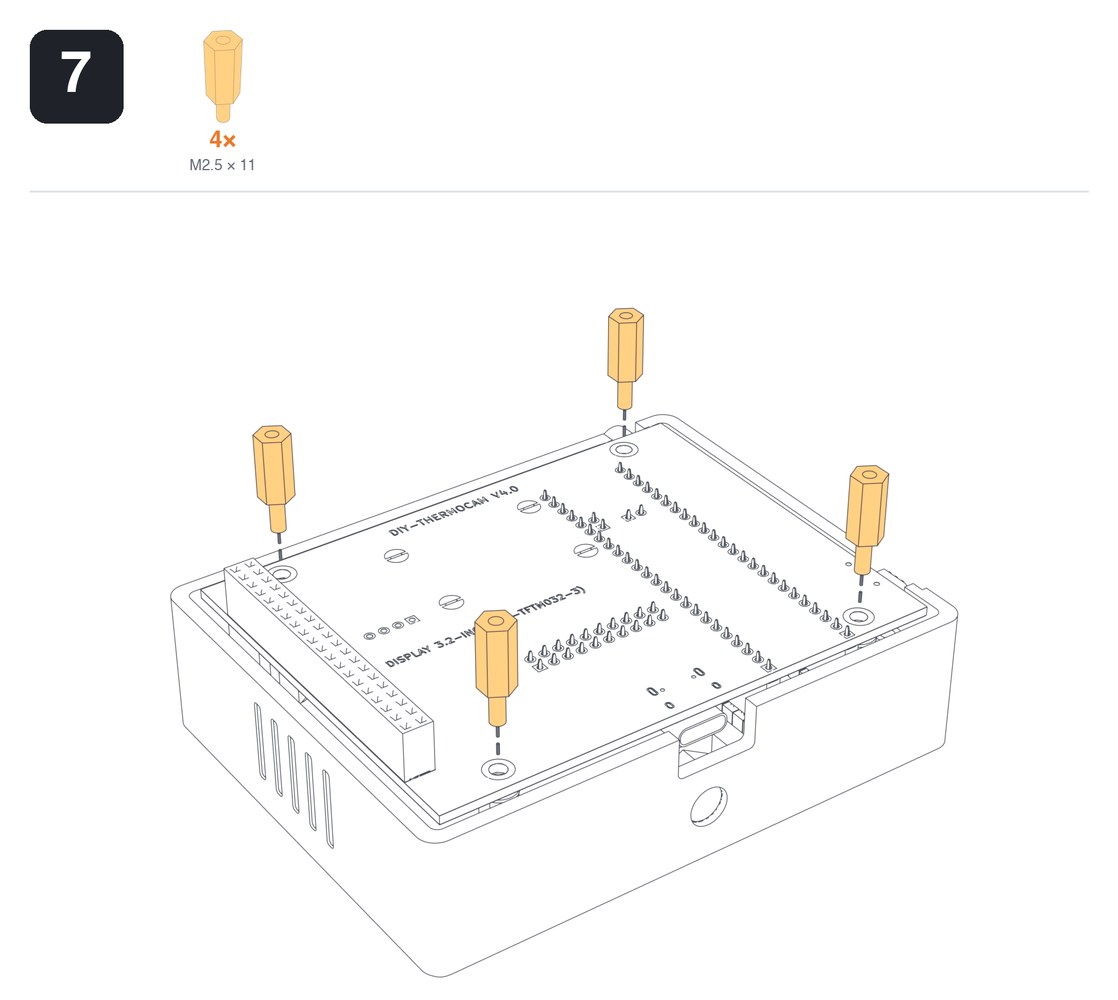 7
4×
M2.5 × 11
DIY-THERMOCAM V4.0
DISPLAY 3.2-IN
-TFTM032-3)